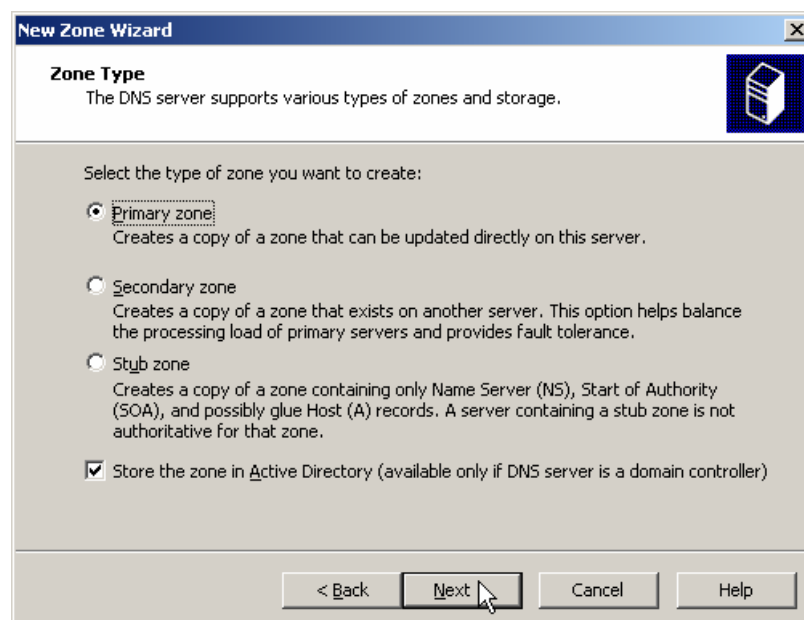 New Zone Wizard
Zone Type
The DNS server supports various types of zones and storage.
Select the type of zone you want to create:
Primary zone
Creates a copy of a zone that can be updated directly on this server.
Secondary zone
Creates a copy of a zone that exists on another server. This option helps balance
the processing load of primary servers and provides fault tolerance.
Stub zone
Creates a copy of a zone containing only Name Server (NS), Start of Authority
(SOA), and possibly glue Host (A) records. A server containing a stub zone is not
authoritative for that zone.
Store the zone in Active Directory (available only if DNS server is a domain controller)
< Back Next Cancel Help